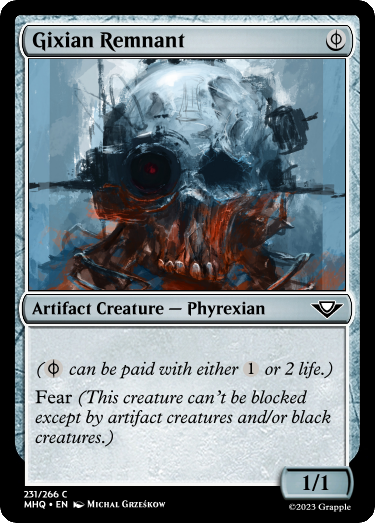 Gixian Remnant
Artifact Creature — Phyrexian
(Φ can be paid with either 1 or 2 life.)
Fear (This creature can't be blocked
except by artifact creatures and/or black
creatures.)
1/1
231/266 C
MHQ • EN Michal Grześkow
©2023 Grapple